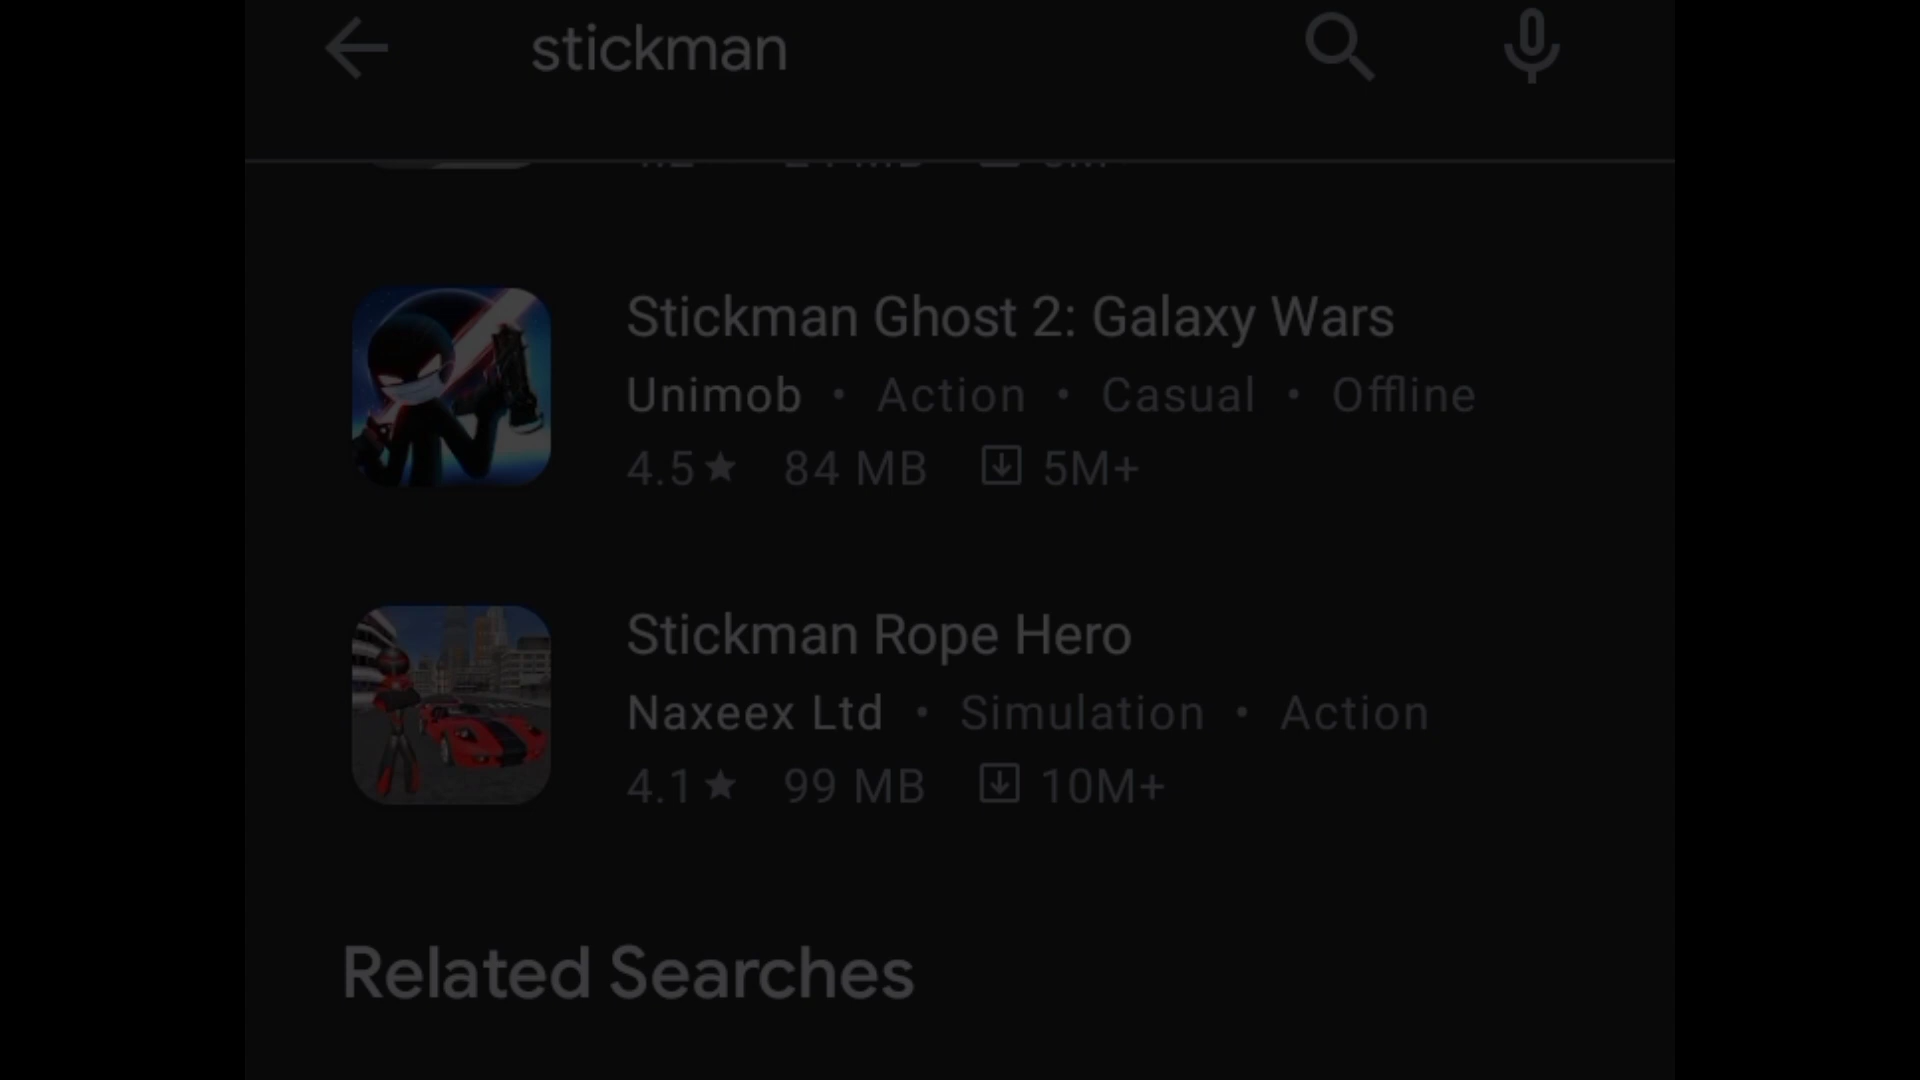 stickman
Stickman Ghost 2: Galaxy Wars
Unimob • Action • Casual • Offline
4.5★ 84 MB 5M+
Stickman Rope Hero
Naxeex Ltd • Simulation • Action
4.1★ 99 MB 10M+
Related Searches